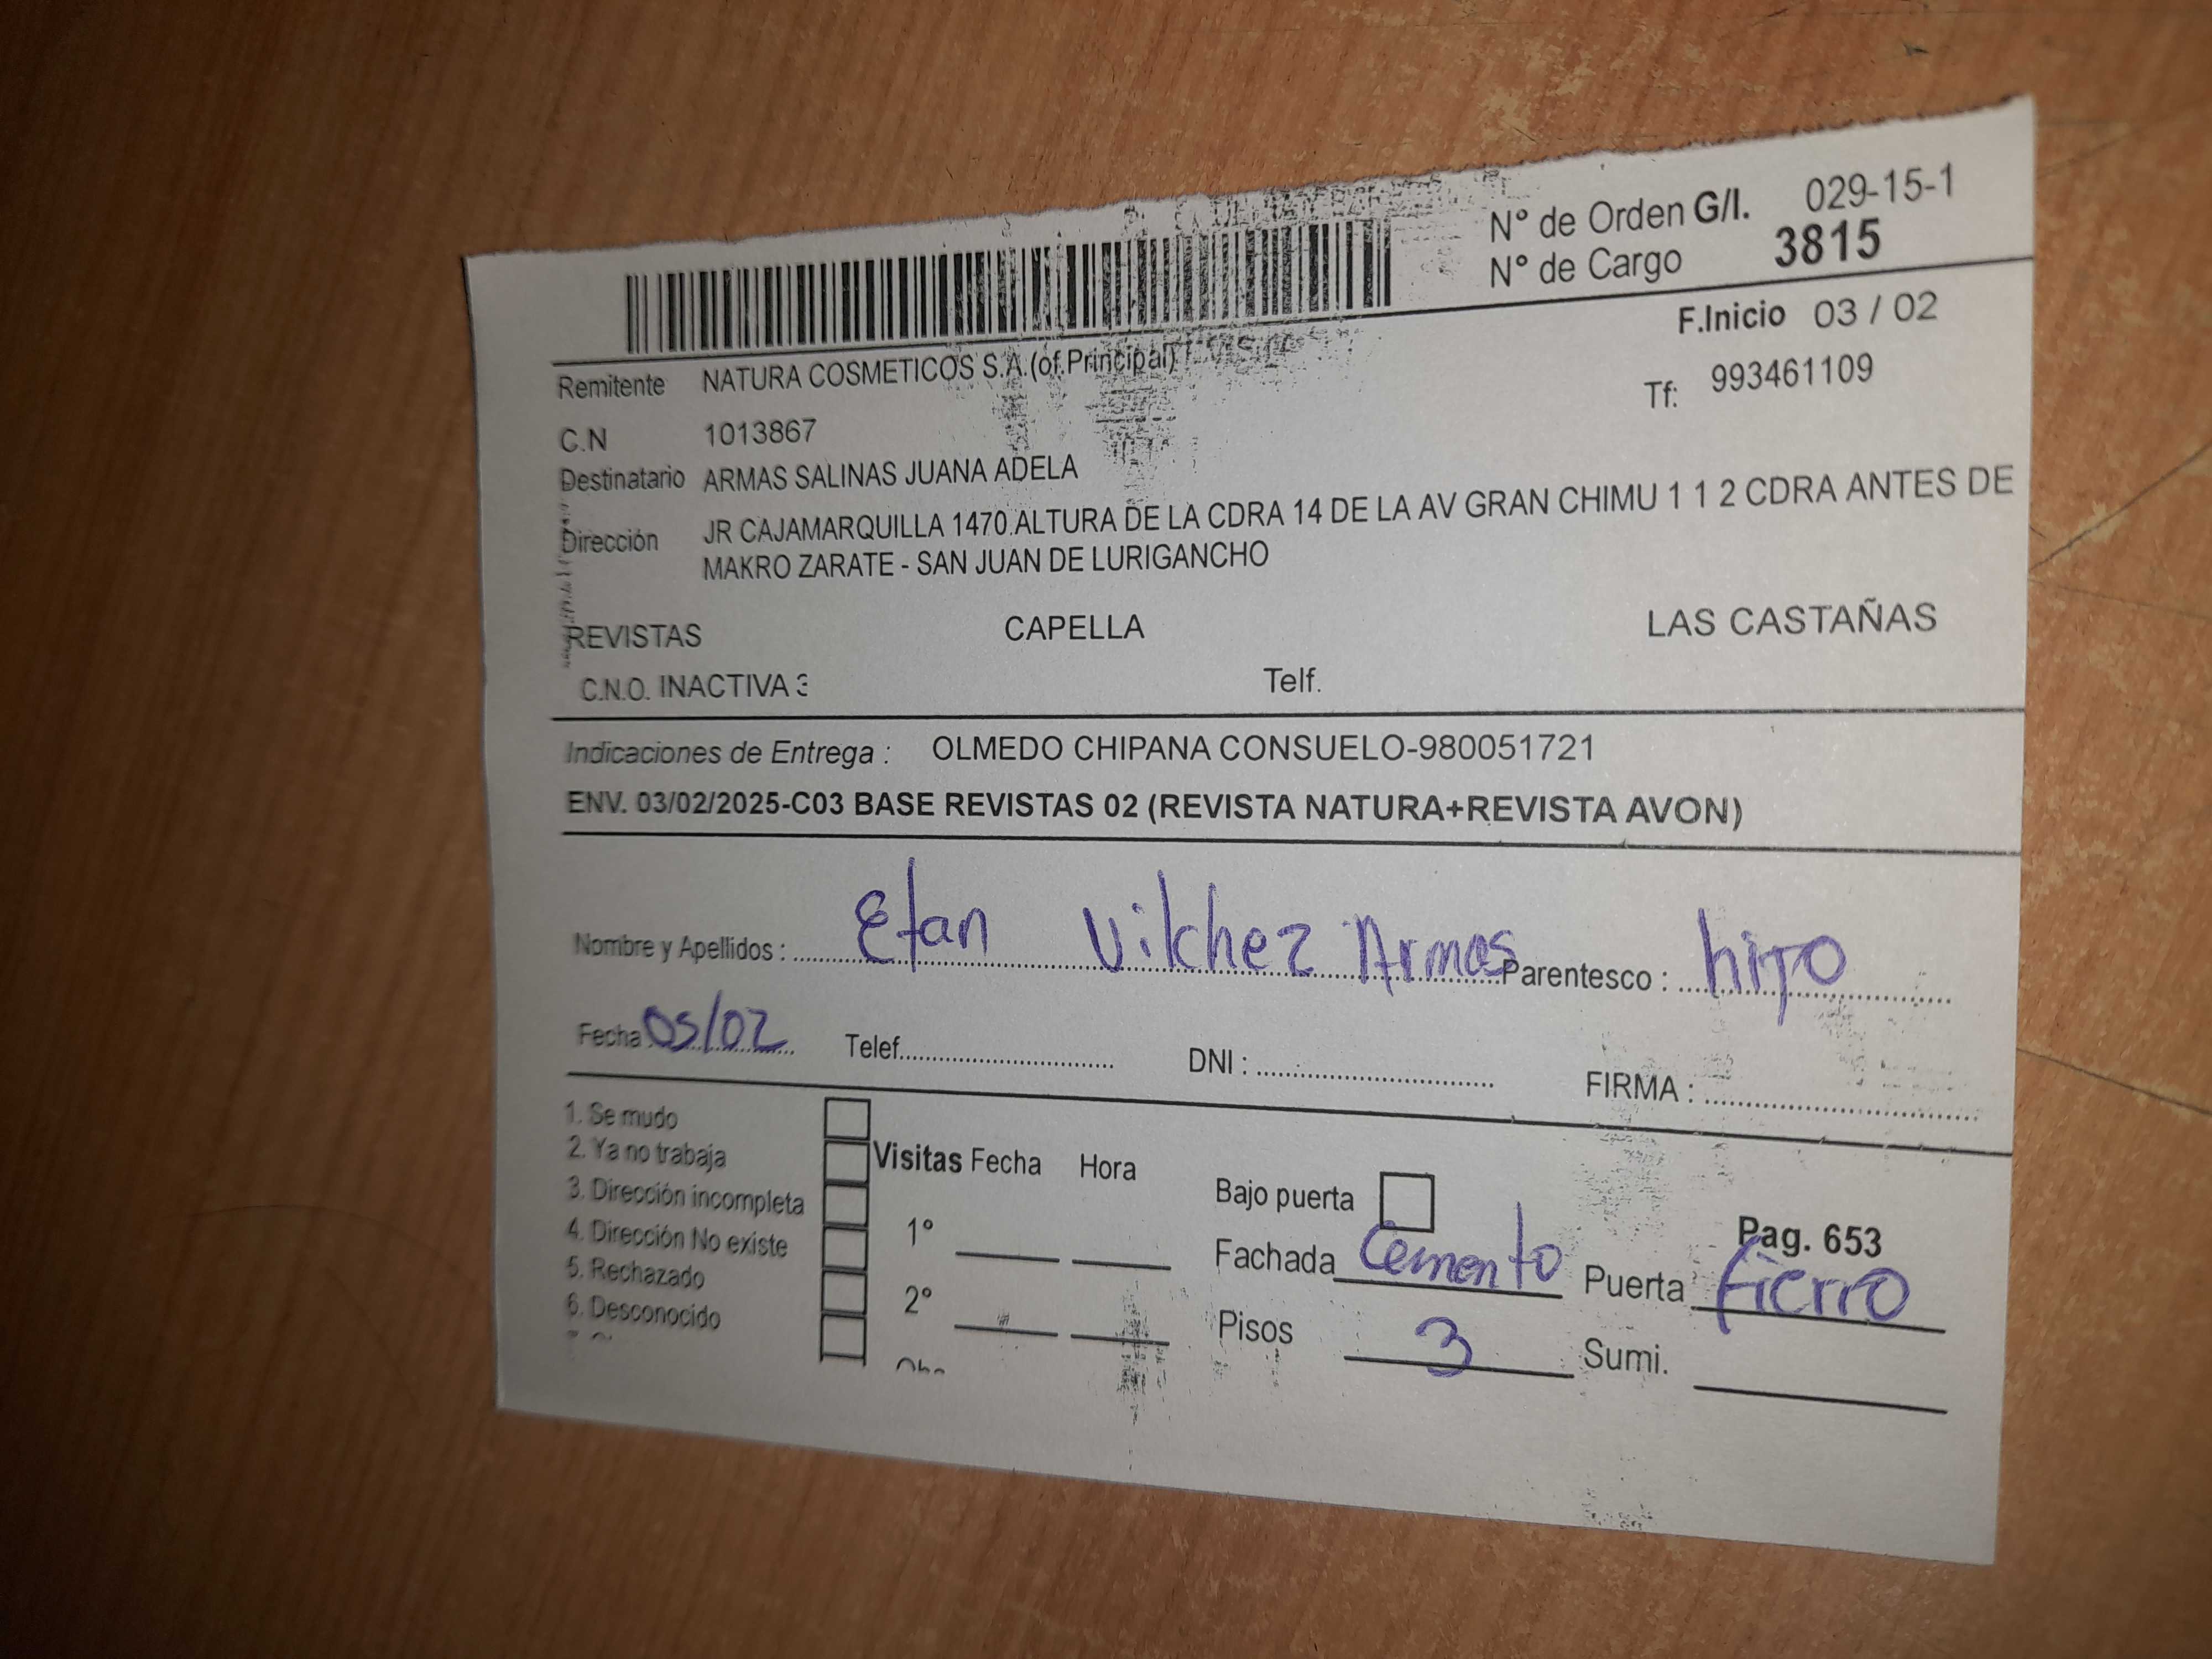 N° de Orden G/I. 029-15-1
N° de Cargo 3815
F.Inicio 03 / 02
Remitente NATURA COSMETICOS S.A.(of.Principal) Tf: 993461109
C.N 1013867
Destinatario ARMAS SALINAS JUANA ADELA
Dirección JR CAJAMARQUILLA 1470.ALTURA DE LA CDRA 14 DE LA AV GRAN CHIMU 1 1 2 CDRA ANTES DE
MAKRO ZARATE - SAN JUAN DE LURIGANCHO
REVISTAS CAPELLA LAS CASTAÑAS
C.N.O. INACTIVA 3 Telf.
Indicaciones de Entrega : OLMEDO CHIPANA CONSUELO-980051721
ENV. 03/02/2025-C03 BASE REVISTAS 02 (REVISTA NATURA+REVISTA AVON)
Nombre y Apellidos : Etan Vilchez Armas Parentesco : hijo
Fecha 05/02 Telef. DNI : FIRMA :
1. Se mudo
2. Ya no trabaja Visitas Fecha Hora
3. Dirección incompleta Bajo puerta
4. Dirección No existe 1° Pag. 653
5. Rechazado Fachada Cemento Puerta fierro
6. Desconocido 2° Pisos 3 Sumi.